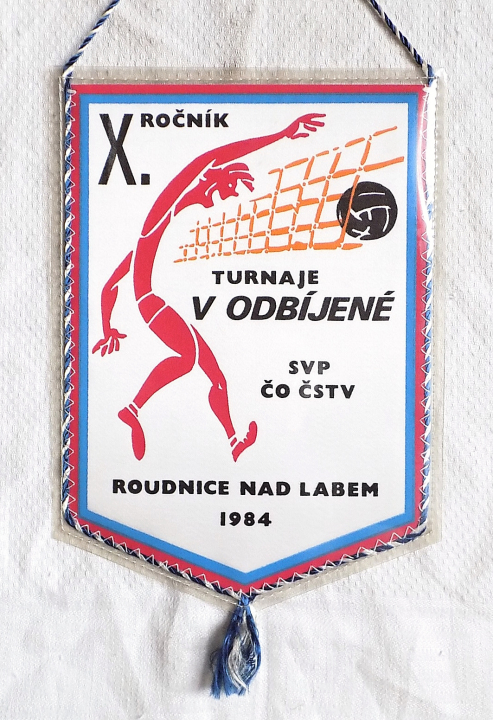 X. ROČNÍK
TURNAJE
V ODBÍJENÉ
SVP
ČO ČSTV
ROUDNICE NAD LABEM
1984